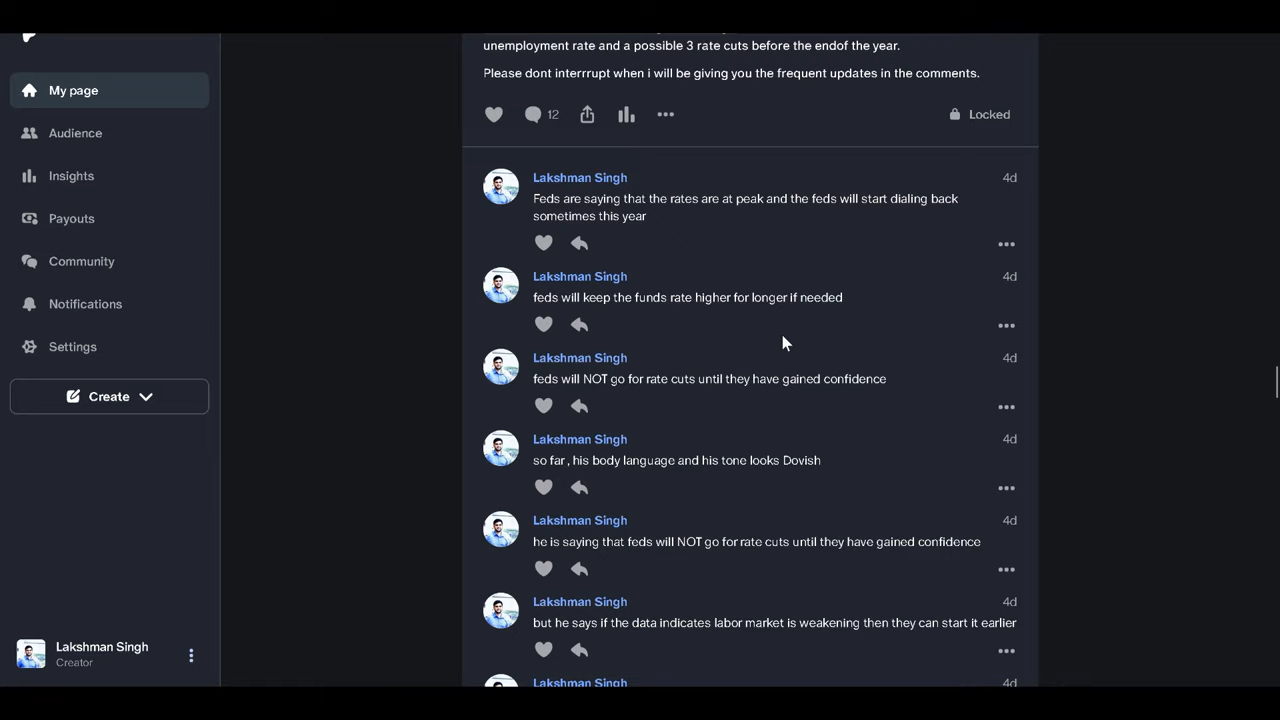 unemployment rate and a possible 3 rate cuts before the endof the year.
Please dont interrrupt when i will be giving you the frequent updates in the comments.
12
Locked
My page
Audience
Insights
Payouts
Community
Notifications
Settings
Create
Lakshman Singh
Creator
Lakshman Singh 4d
Feds are saying that the rates are at peak and the feds will start dialing back
sometimes this year
Lakshman Singh 4d
feds will keep the funds rate higher for longer if needed
Lakshman Singh 4d
feds will NOT go for rate cuts until they have gained confidence
Lakshman Singh 4d
so far , his body language and his tone looks Dovish
Lakshman Singh 4d
he is saying that feds will NOT go for rate cuts until they have gained confidence
Lakshman Singh 4d
but he says if the data indicates labor market is weakening then they can start it earlier
Lakshman Singh 4d